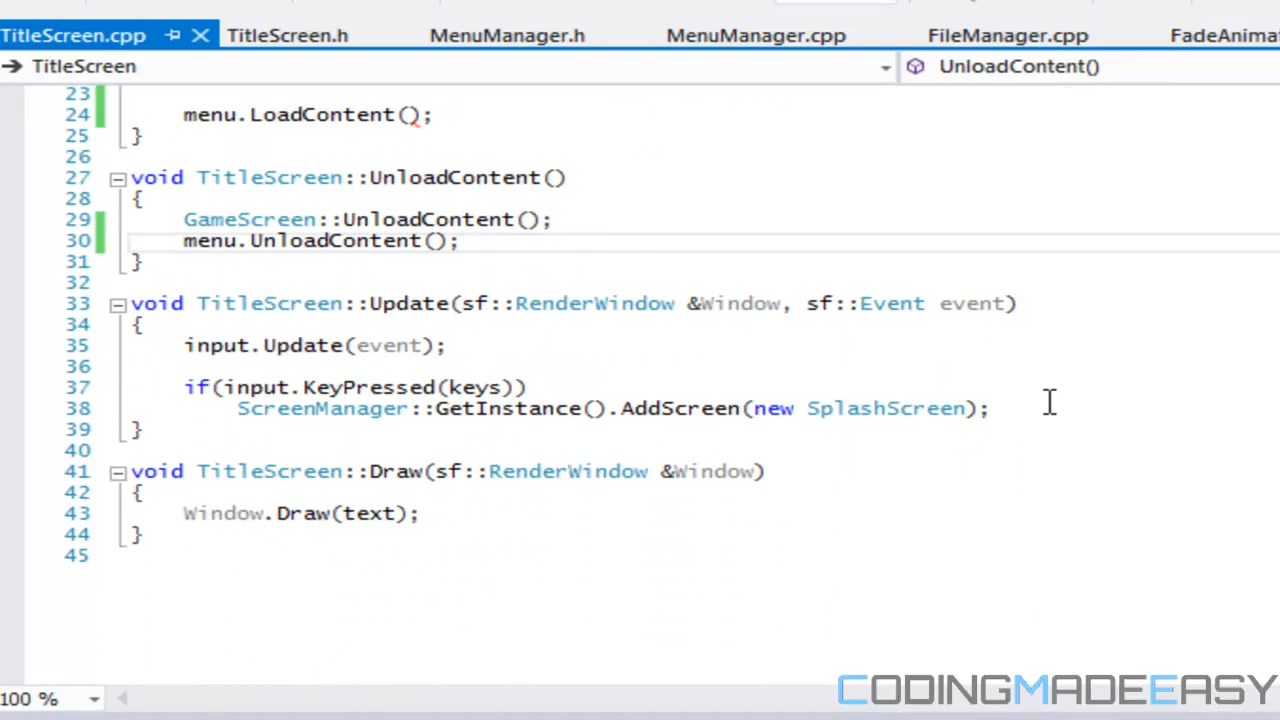 TitleScreen.cpp TitleScreen.h MenuManager.h MenuManager.cpp FileManager.cpp FadeAnimat
TitleScreen UnloadContent()
23
24 menu.LoadContent();
25 }
26
27 void TitleScreen::UnloadContent()
28 {
29 GameScreen::UnloadContent();
30 menu.UnloadContent();
31 }
32
33 void TitleScreen::Update(sf::RenderWindow &Window, sf::Event event)
34 {
35 input.Update(event);
36
37 if(input.KeyPressed(keys))
38 ScreenManager::GetInstance().AddScreen(new SplashScreen);
39 }
40
41 void TitleScreen::Draw(sf::RenderWindow &Window)
42 {
43 Window.Draw(text);
44 }
45
100 %
CODINGMADEEASY